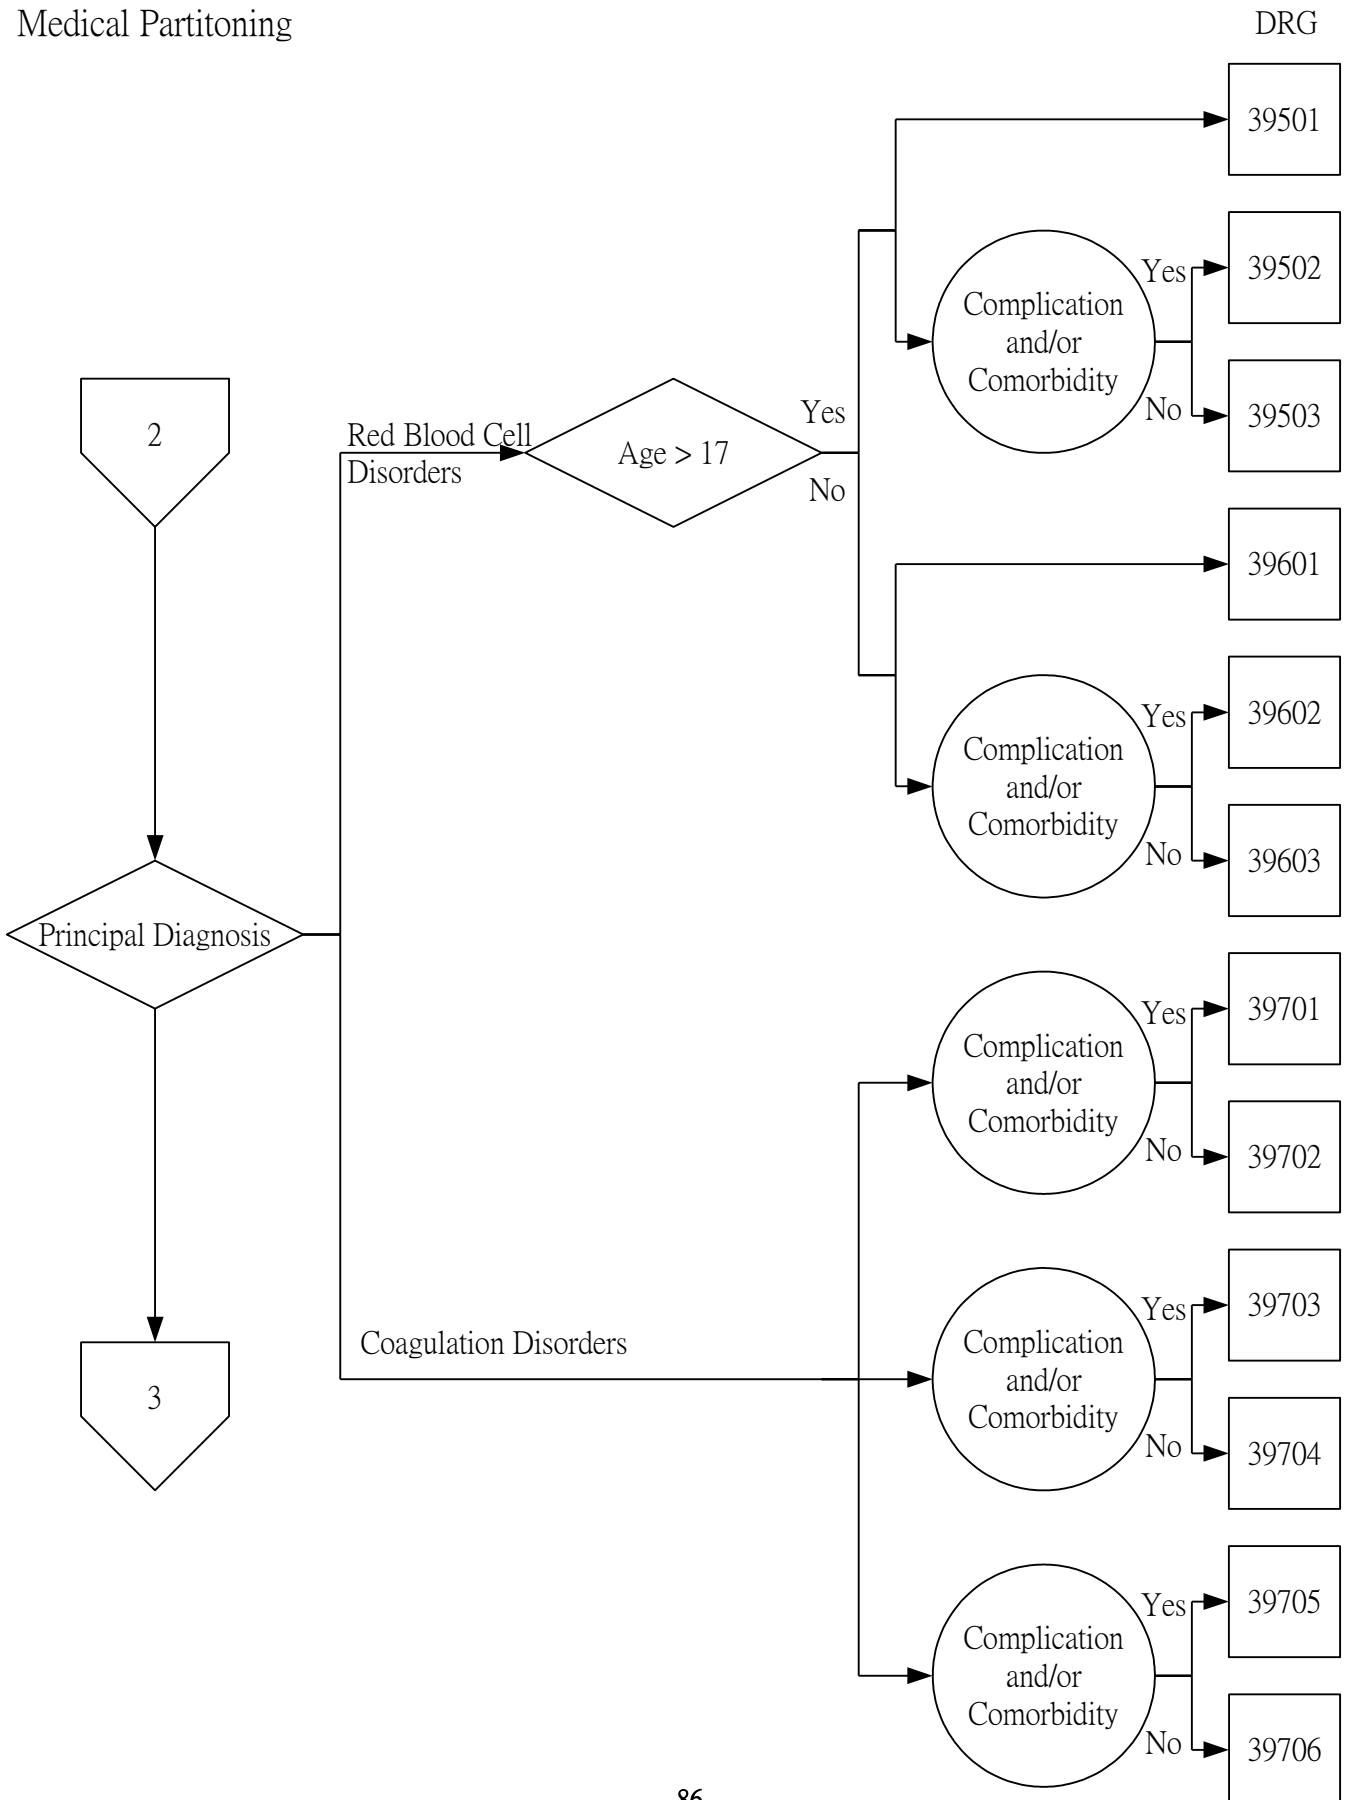 Medical Partitoning
DRG
39501
Complication
and/or
Comorbidity
Yes
39502
No
39503
2
Red Blood Cell
Disorders
Age > 17
Yes
No
39601
Complication
and/or
Comorbidity
Yes
39602
No
39603
Principal Diagnosis
Complication
and/or
Comorbidity
Yes
39701
No
39702
Coagulation Disorders
Complication
and/or
Comorbidity
Yes
39703
No
39704
3
Complication
and/or
Comorbidity
Yes
39705
No
39706
86